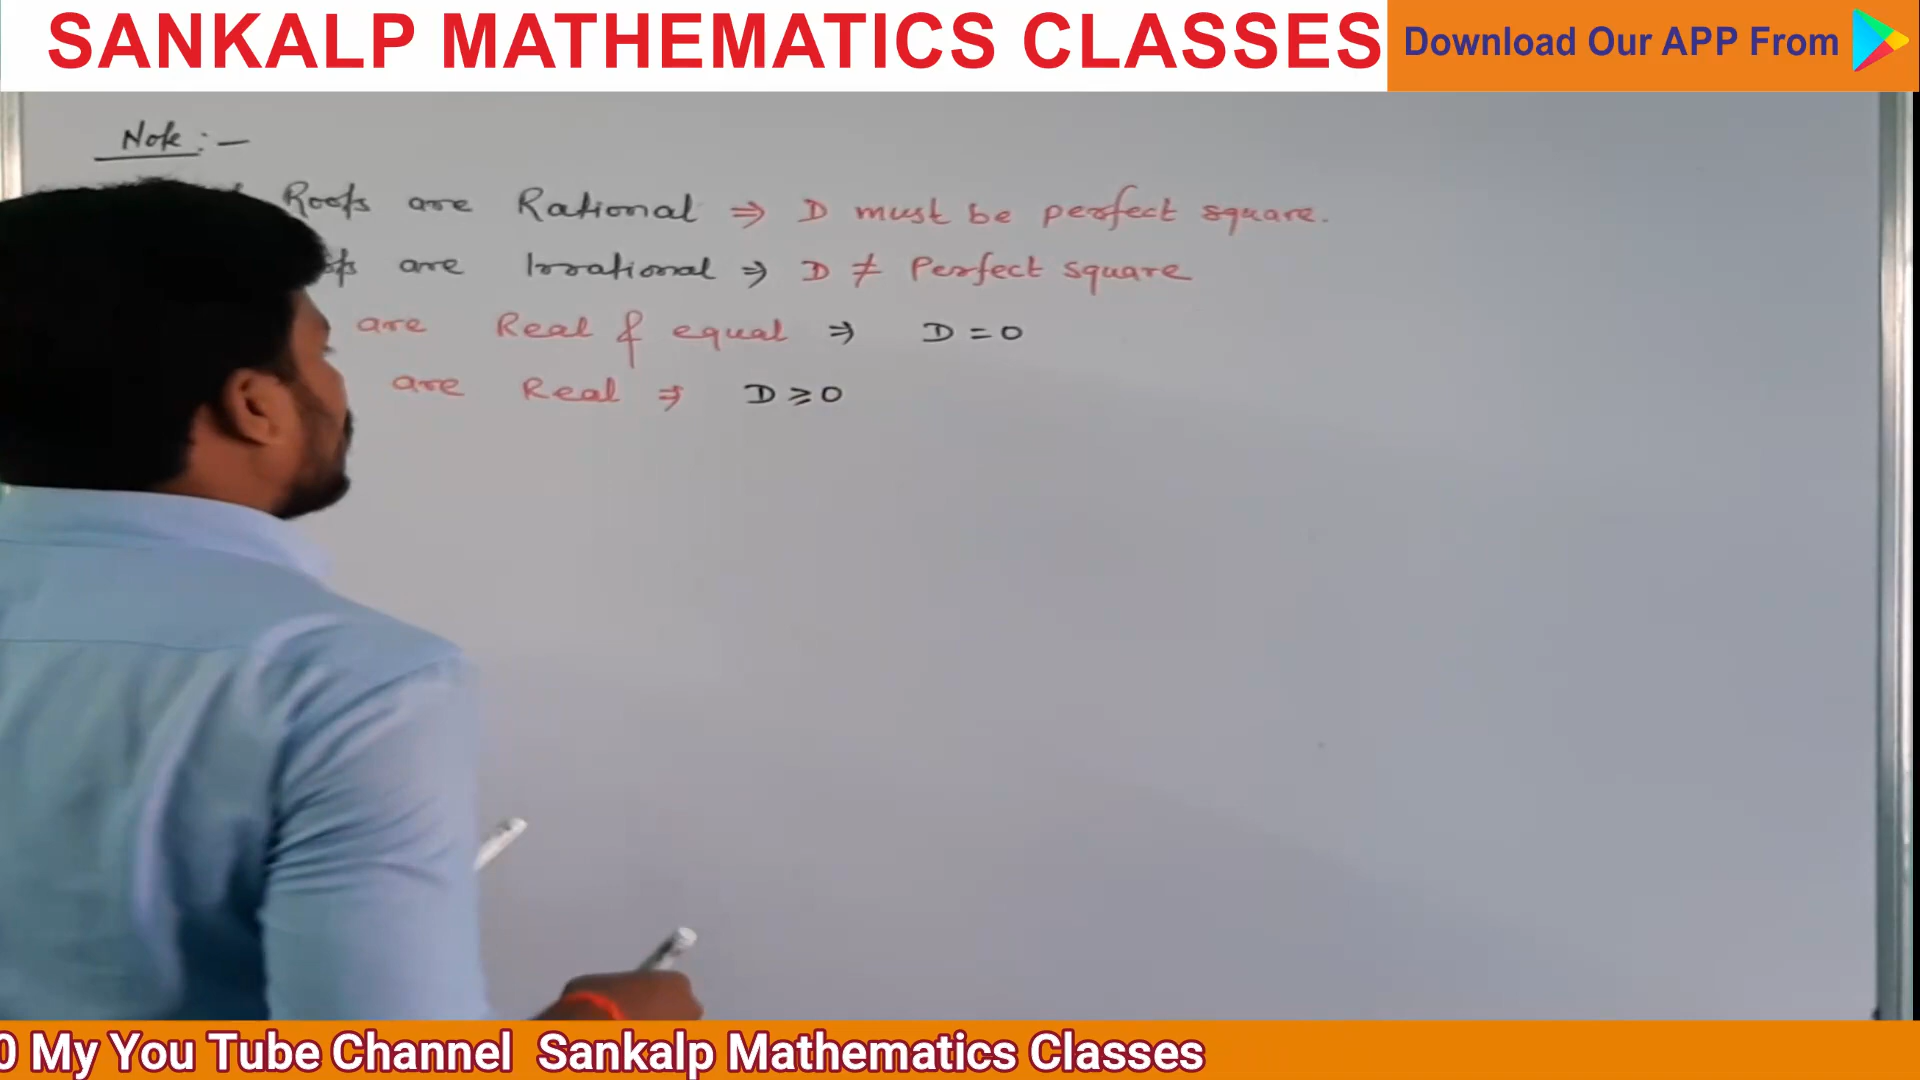 SANKALP MATHEMATICS CLASSES
Download Our APP From
Note :-
Roots are Rational ⇒ D must be perfect square.
are Irrational ⇒ D ≠ Perfect square
are Real & equal ⇒ D = 0
are Real ⇒ D ≥ 0
0 My You Tube Channel Sankalp Mathematics Classes